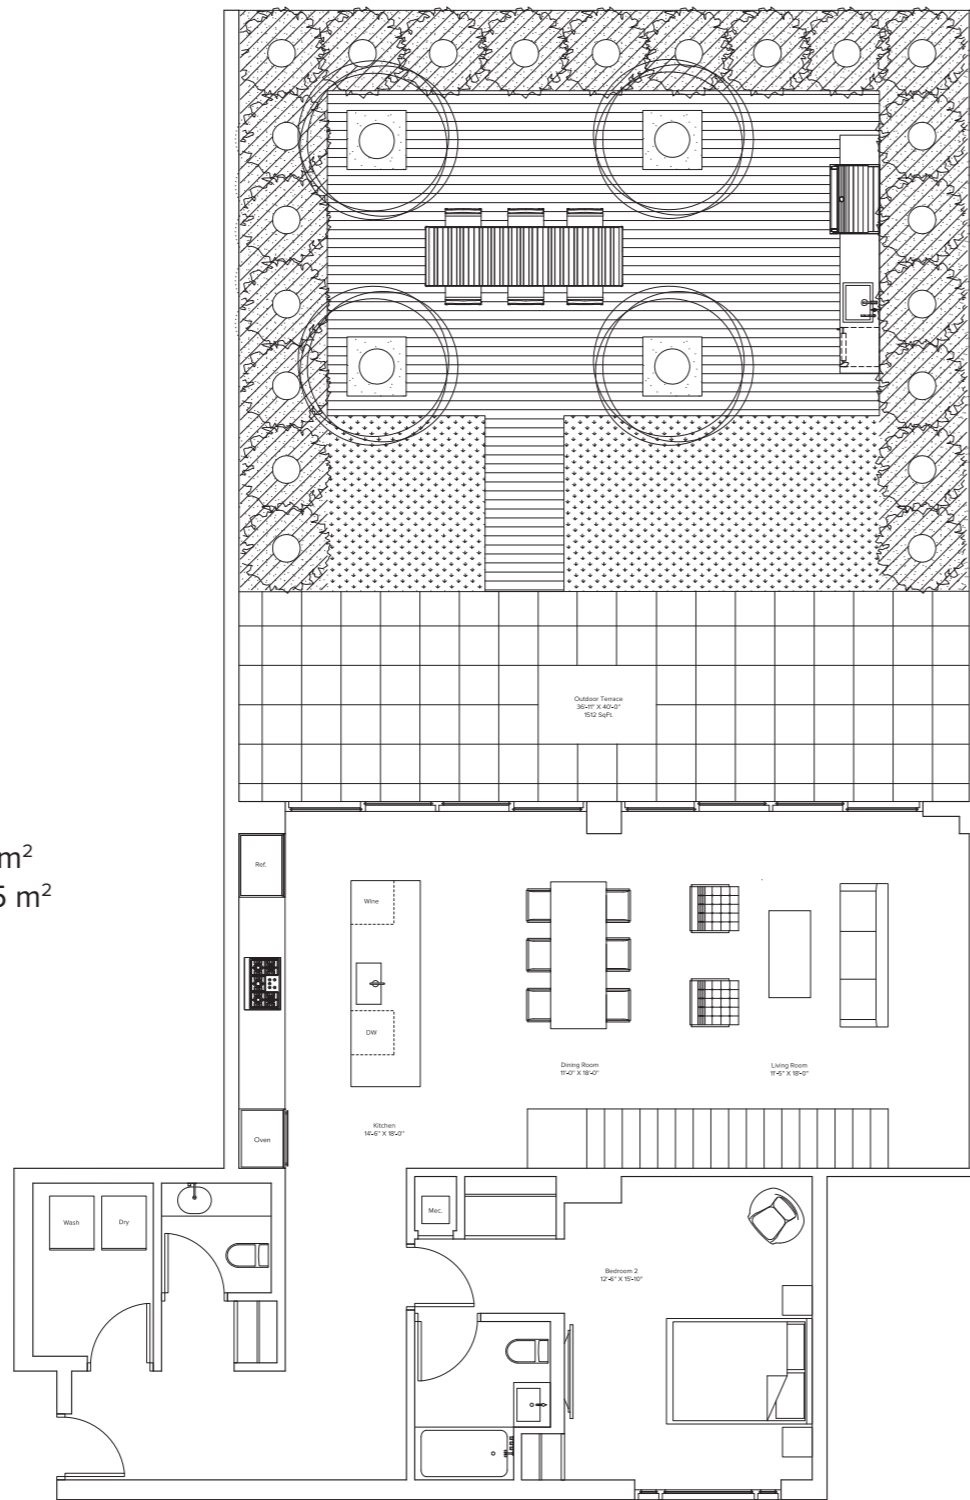 Outdoor Terrace
36'-11" X 40'-0"
1512 SqFt.
m²
5 m²
Ref.
Wine
DW
Dining Room
11'-0" X 18'-0"
Living Room
11'-5" X 18'-0"
Kitchen
14'-6" X 18'-0"
Oven
Wash
Dry
Mec.
Bedroom 2
12'-6" X 15'-10"